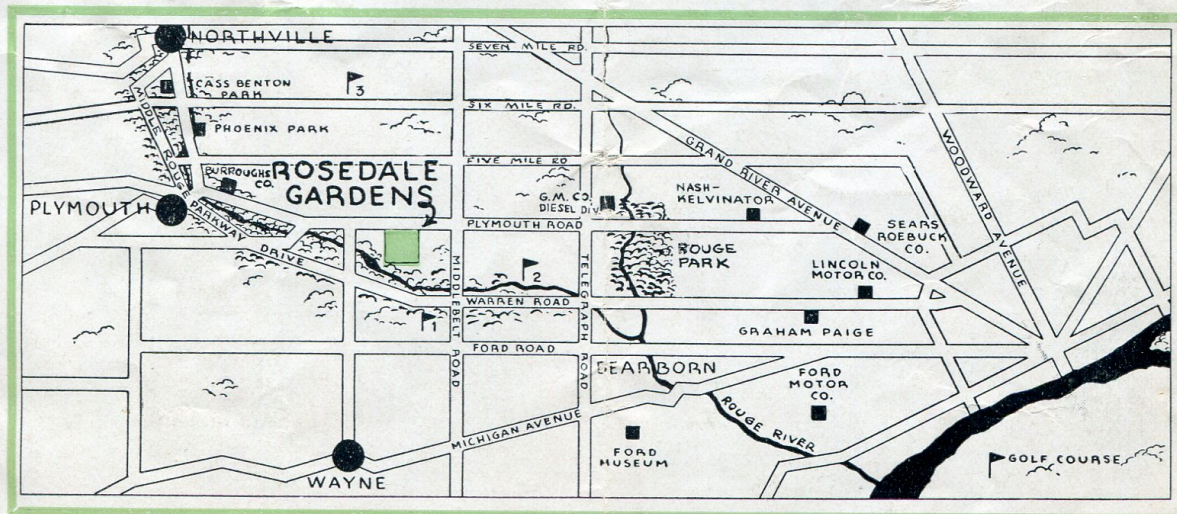 NORTHVILLE
SEVEN MILE RD.
CASS BENTON
PARK
3
SIX MILE RD.
MIDDLE ROUGE PARKWAY DRIVE
PHOENIX PARK
GRAND RIVER AVENUE
WOODWARD AVENUE
FIVE MILE RD
BURROUGHS
CO.
ROSEDALE
GARDENS
PLYMOUTH
G.M. CO.
DIESEL DIV.
NASH-
KELVINATOR
SEARS
ROEBUCK
CO.
PLYMOUTH ROAD
ROUGE
PARK
LINCOLN
MOTOR CO.
MIDDLEBELT ROAD
2
TELEGRAPH ROAD
WARREN ROAD
1
GRAHAM PAIGE
FORD ROAD
DEARBORN
FORD
MOTOR
CO.
ROUGE RIVER
MICHIGAN AVENUE
FORD
MUSEUM
WAYNE
GOLF COURSE